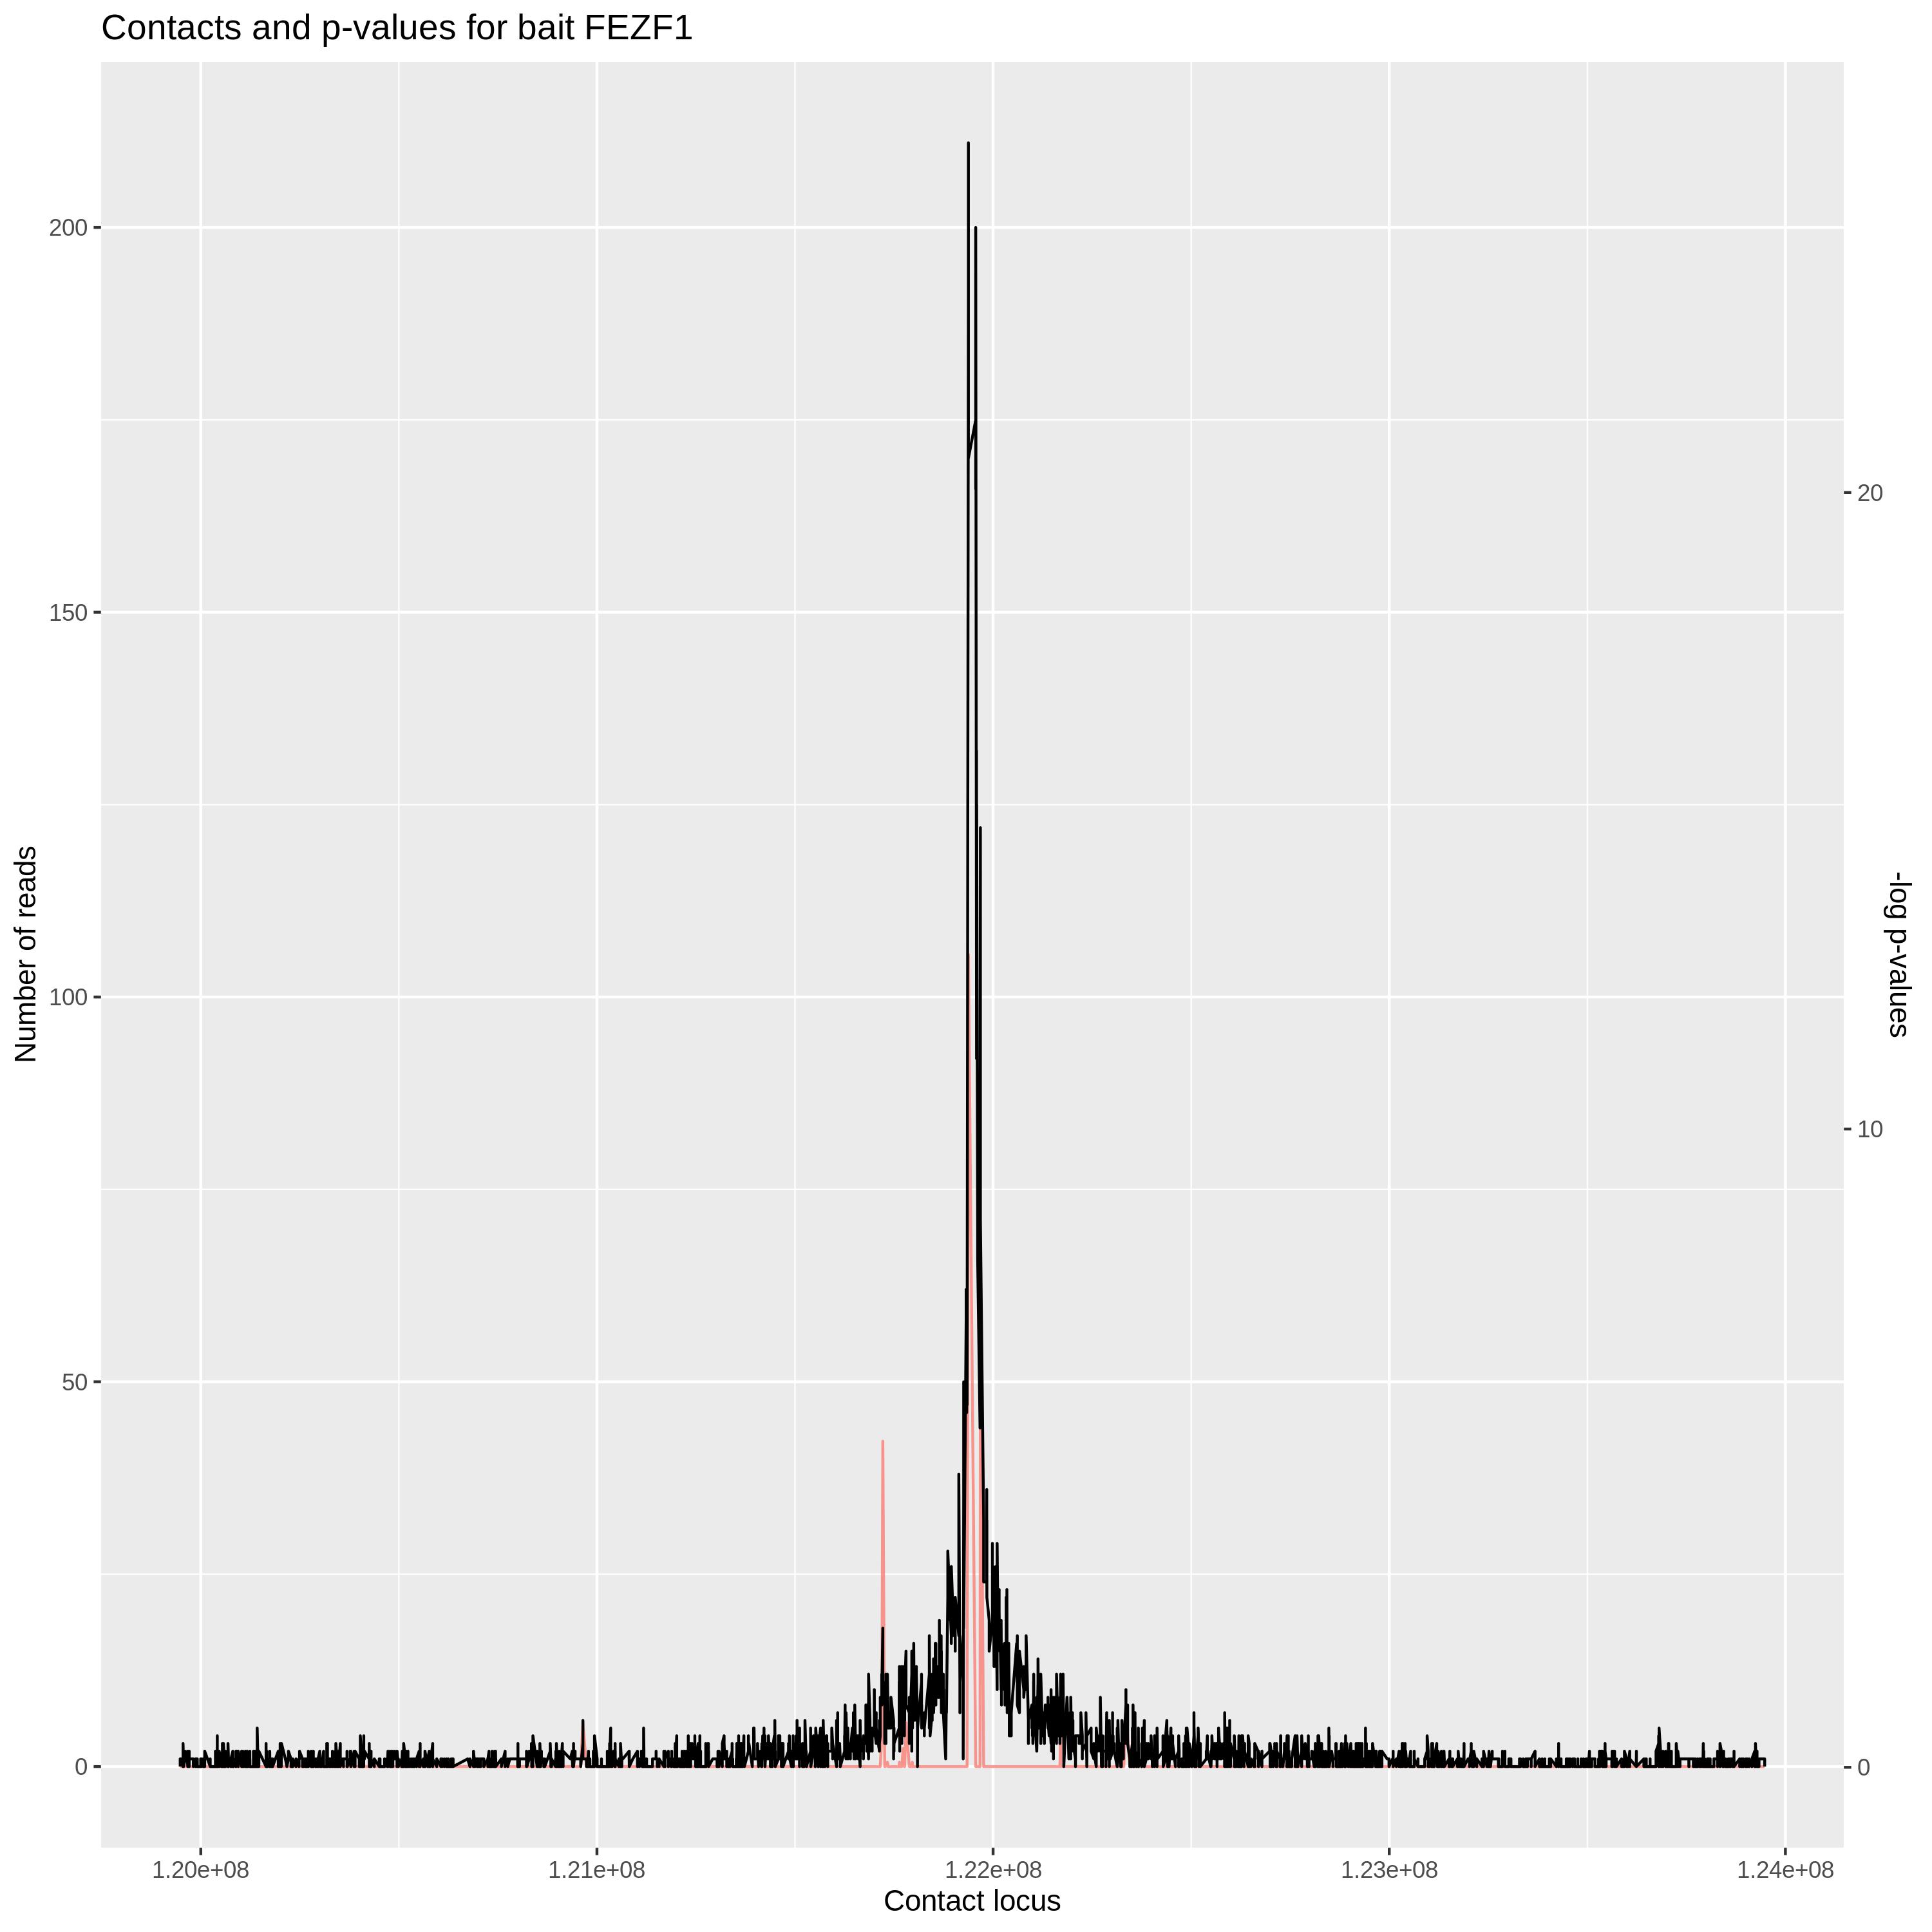 Contacts and p-values for bait FEZF1
200
150
100
50
0
Number of reads
20
10
0
-log p-values
1.20e+08
1.21e+08
1.22e+08
1.23e+08
1.24e+08
Contact locus